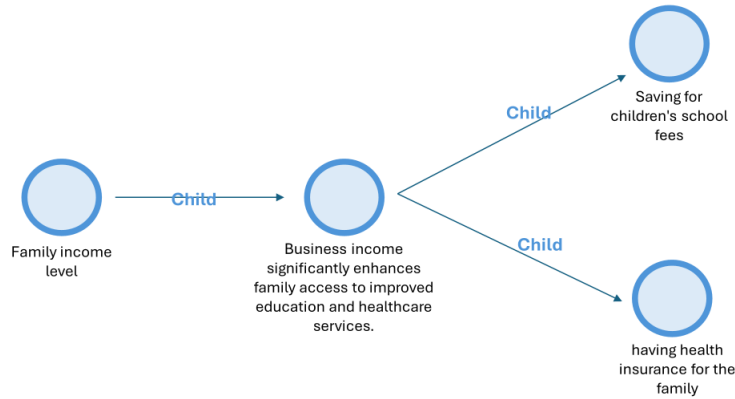 Family income
level
Child
Business income
significantly enhances
family access to improved
education and healthcare
services.
Child
Saving for
children's school
fees
Child
having health
insurance for the
family